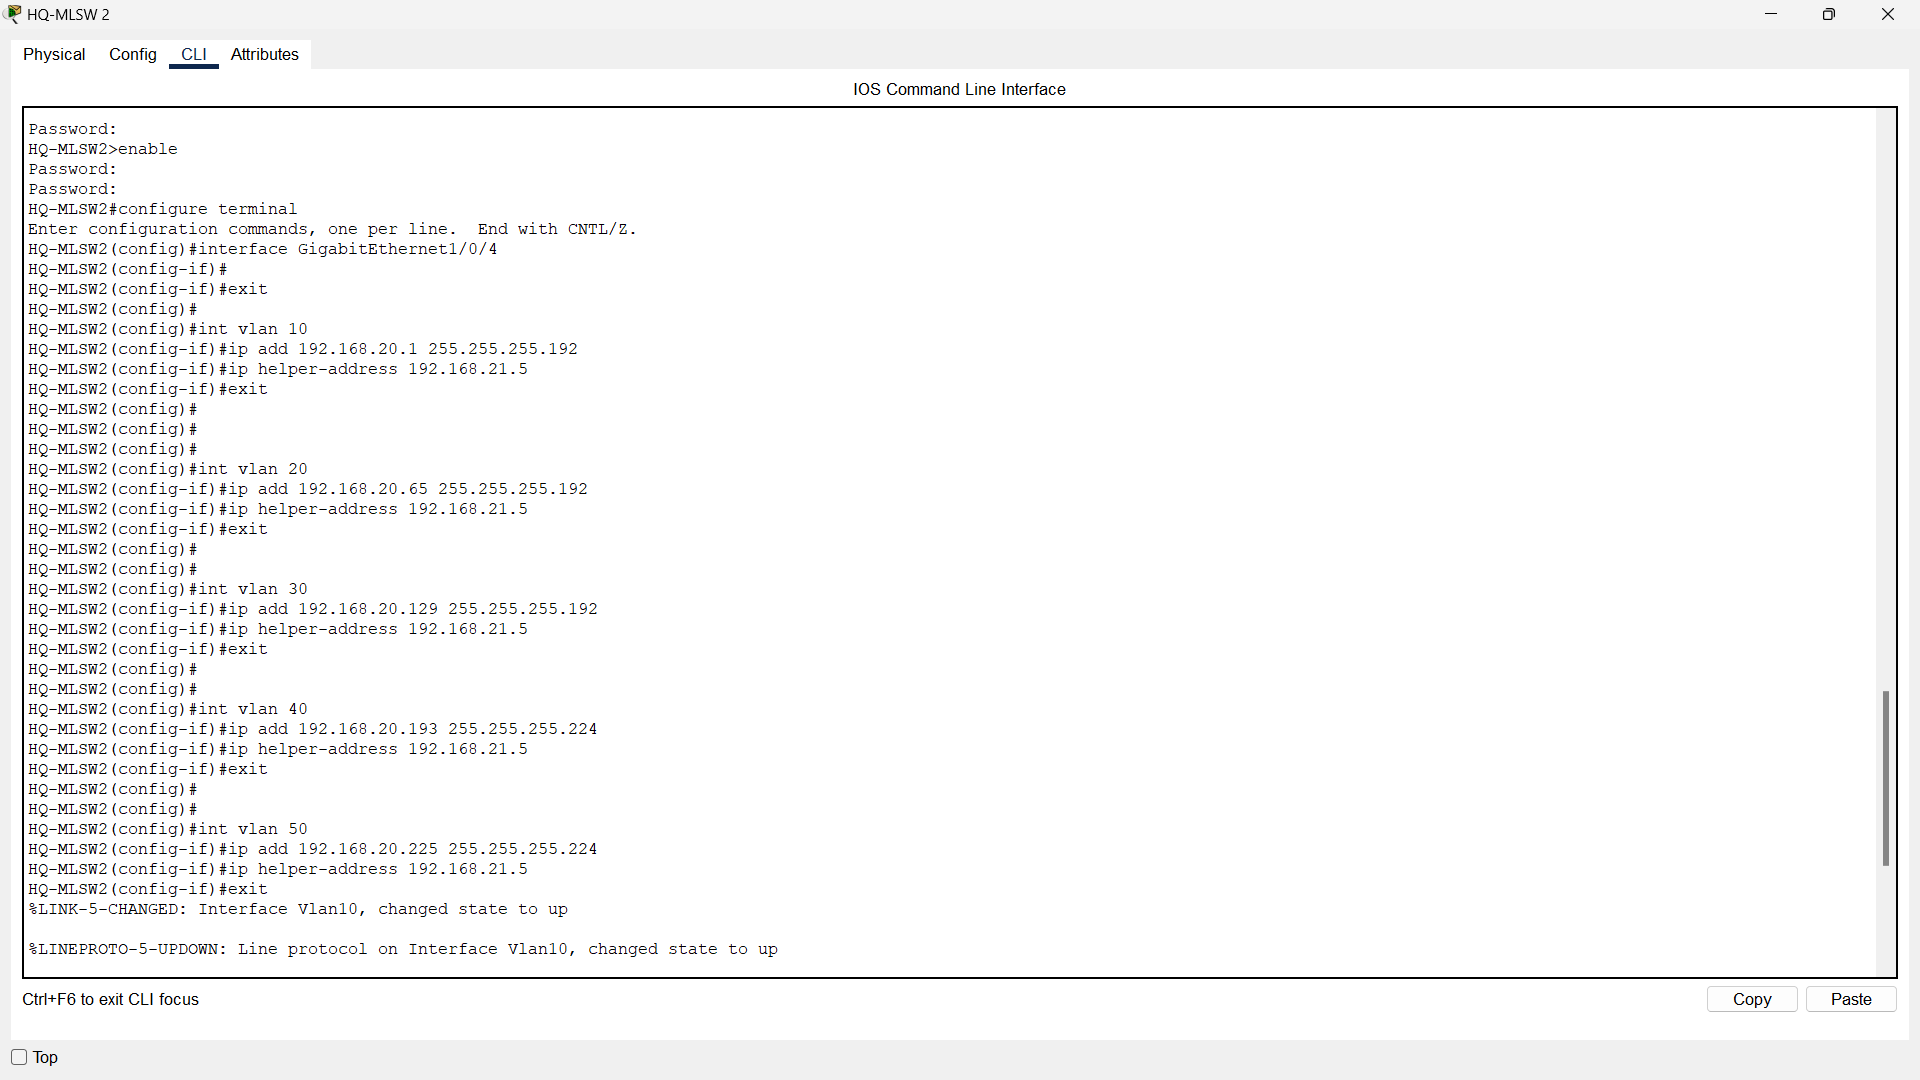 HQ-MLSW 2
Physical Config CLI Attributes
IOS Command Line Interface
Password:
HQ-MLSW2>enable
Password:
Password:
HQ-MLSW2#configure terminal
Enter configuration commands, one per line.  End with CNTL/Z.
HQ-MLSW2(config)#interface GigabitEthernet1/0/4
HQ-MLSW2(config-if)#
HQ-MLSW2(config-if)#exit
HQ-MLSW2(config)#
HQ-MLSW2(config)#int vlan 10
HQ-MLSW2(config-if)#ip add 192.168.20.1 255.255.255.192
HQ-MLSW2(config-if)#ip helper-address 192.168.21.5
HQ-MLSW2(config-if)#exit
HQ-MLSW2(config)#
HQ-MLSW2(config)#
HQ-MLSW2(config)#
HQ-MLSW2(config)#int vlan 20
HQ-MLSW2(config-if)#ip add 192.168.20.65 255.255.255.192
HQ-MLSW2(config-if)#ip helper-address 192.168.21.5
HQ-MLSW2(config-if)#exit
HQ-MLSW2(config)#
HQ-MLSW2(config)#
HQ-MLSW2(config)#int vlan 30
HQ-MLSW2(config-if)#ip add 192.168.20.129 255.255.255.192
HQ-MLSW2(config-if)#ip helper-address 192.168.21.5
HQ-MLSW2(config-if)#exit
HQ-MLSW2(config)#
HQ-MLSW2(config)#
HQ-MLSW2(config)#int vlan 40
HQ-MLSW2(config-if)#ip add 192.168.20.193 255.255.255.224
HQ-MLSW2(config-if)#ip helper-address 192.168.21.5
HQ-MLSW2(config-if)#exit
HQ-MLSW2(config)#
HQ-MLSW2(config)#
HQ-MLSW2(config)#int vlan 50
HQ-MLSW2(config-if)#ip add 192.168.20.225 255.255.255.224
HQ-MLSW2(config-if)#ip helper-address 192.168.21.5
HQ-MLSW2(config-if)#exit
%LINK-5-CHANGED: Interface Vlan10, changed state to up
%LINEPROTO-5-UPDOWN: Line protocol on Interface Vlan10, changed state to up
Ctrl+F6 to exit CLI focus
Copy Paste
Top